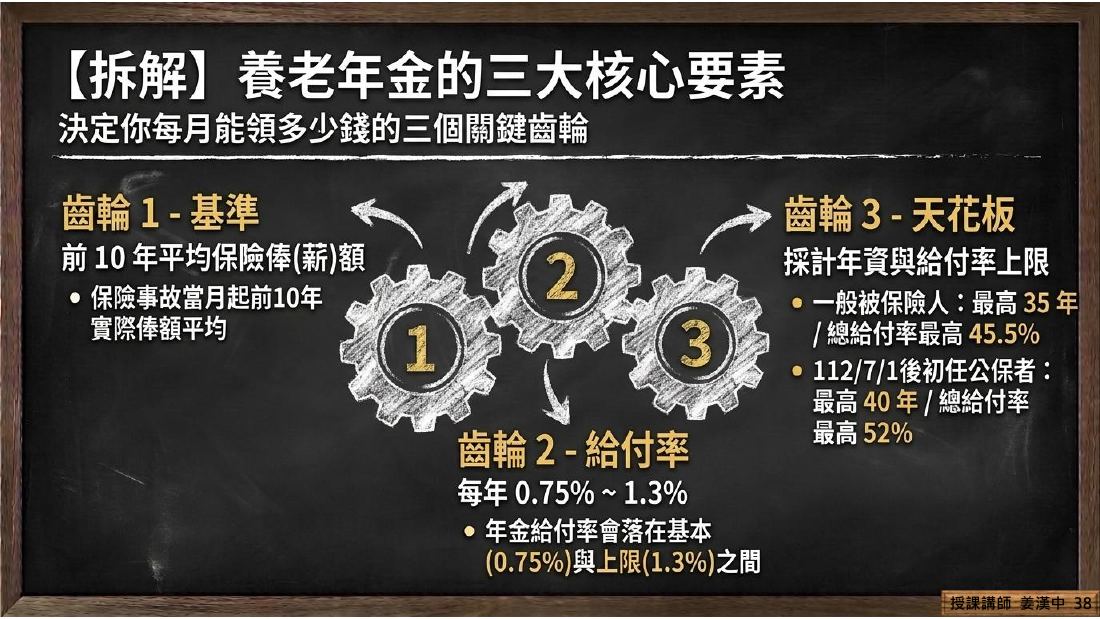 【拆解】養老年金的三大核心要素
決定你每月能領多少錢的三個關鍵齒輪
齒輪 1 - 基準
前 10 年平均保險俸(薪)額
• 保險事故當月起前10年
實際俸額平均
1
2
3
齒輪 2 - 給付率
每年 0.75% ~ 1.3%
• 年金給付率會落在基本
(0.75%)與上限(1.3%)之間
齒輪 3 - 天花板
採計年資與給付率上限
• 一般被保險人：最高 35 年
/ 總給付率最高 45.5%
• 112/7/1後初任公保者：
最高 40 年 / 總給付率
最高 52%
授課講師 姜漢中 38